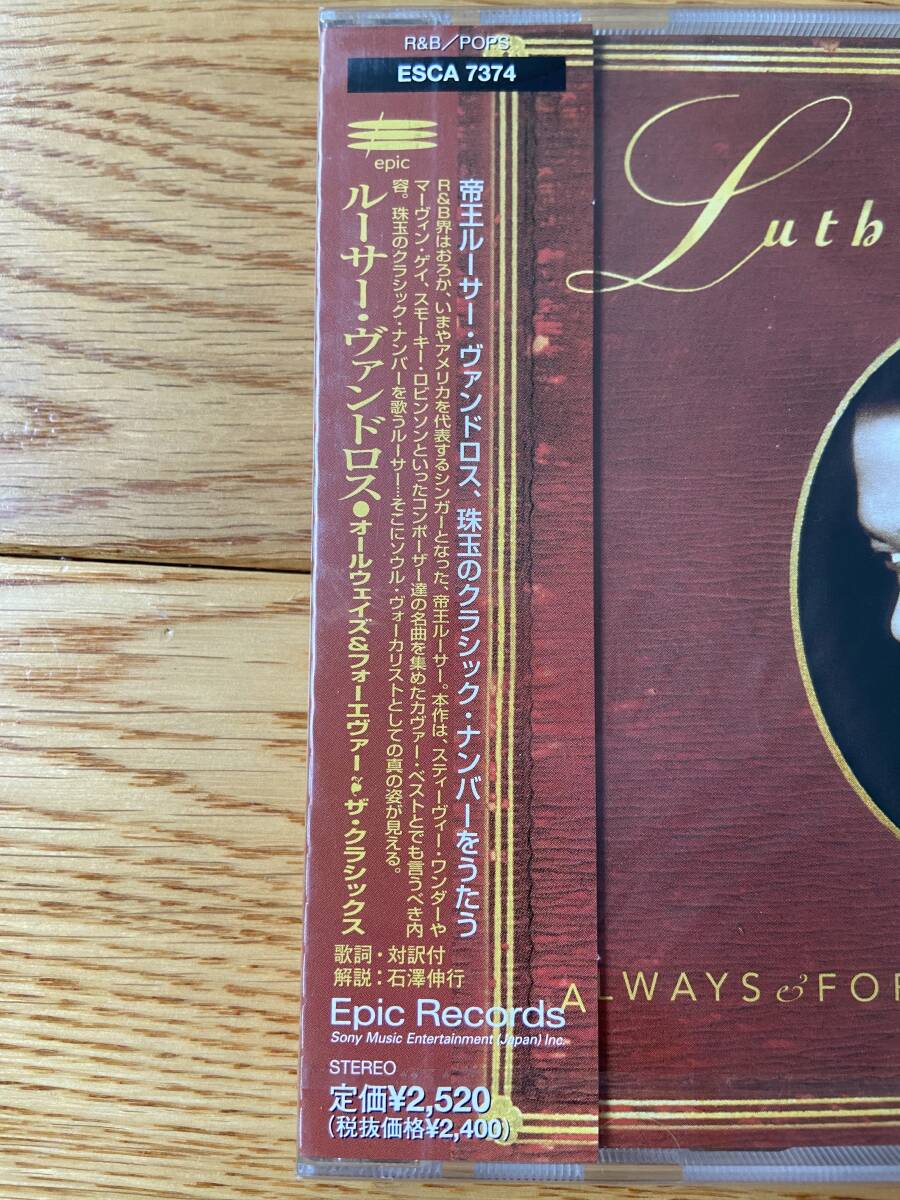 R&B／POPS
ESCA 7374
epic
帝王ルーサー・ヴァンドロス、珠玉のクラシック・ナンバーをうたう
R&B界はおろか、いまやアメリカを代表するシンガーとなった、帝王ルーサー。本作は、スティーヴィー・ワンダーや
マーヴィン・ゲイ、スモーキー・ロビンソンといったコンポーザー達の名曲を集めたカヴァー・ベストとでも言うべき内
容。珠玉のクラシック・ナンバーを歌うルーサー…そこにソウル・ヴォーカリストとしての真の姿が見える。
ルーサー・ヴァンドロス●オールウェイズ&フォーエヴァー❧ザ・クラシックス
歌詞・対訳付
解説：石澤伸行
Epic Records
Sony Music Entertainment (Japan) Inc.
STEREO
定価¥2,520
(税抜価格¥2,400)
Luth
ALWAYS & FOR